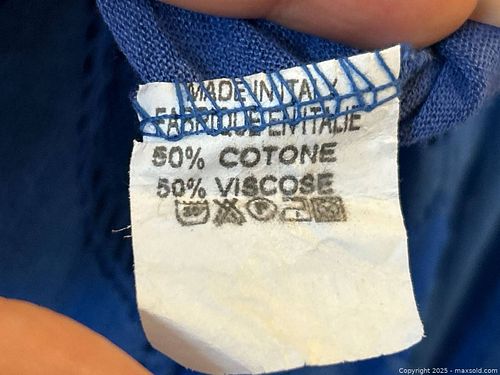 MADE IN ITALY
FABRIQUE EN ITALIE
50% COTONE
50% VISCOSE
Copyright 2025 - maxsold.com